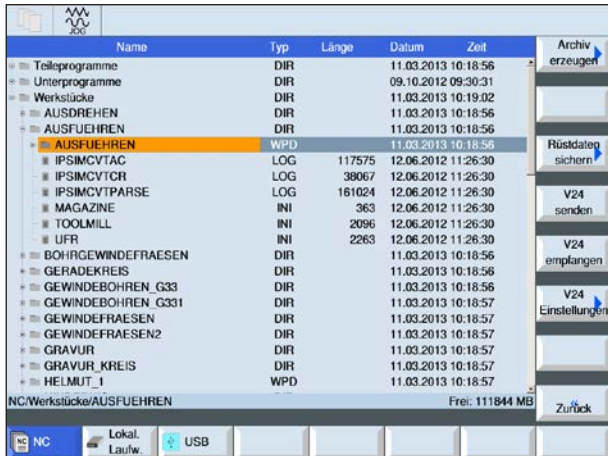 JOG
Name Typ Länge Datum Zeit
Teileprogramme DIR 11.03.2013 10:18:56
Unterprogramme DIR 09.10.2012 09:30:31
Werkstücke DIR 11.03.2013 10:19:02
AUSDREHEN DIR 11.03.2013 10:18:56
AUSFUEHREN DIR 11.03.2013 10:18:56
AUSFUEHREN WPD 11.03.2013 10:18:56
IPSIMCVTAC LOG 117575 12.06.2012 11:26:30
IPSIMCVTCR LOG 38067 12.06.2012 11:26:30
IPSIMCVTPARSE LOG 161024 12.06.2012 11:26:30
MAGAZINE INI 363 12.06.2012 11:26:30
TOOLMILL INI 2096 12.06.2012 11:26:30
UFR INI 2263 12.06.2012 11:26:30
BOHRGEWINDEFRAESEN DIR 11.03.2013 10:18:56
GERADEKREIS DIR 11.03.2013 10:18:56
GEWINDEBOHREN_G33 DIR 11.03.2013 10:18:56
GEWINDEBOHREN_G331 DIR 11.03.2013 10:18:57
GEWINDEFRAESEN DIR 11.03.2013 10:18:57
GEWINDEFRAESEN2 DIR 11.03.2013 10:18:57
GRAVUR DIR 11.03.2013 10:18:57
GRAVUR_KREIS DIR 11.03.2013 10:18:57
HELMUT_1 WPD 11.03.2013 10:18:57
NC/Werkstücke/AUSFUEHREN Frei: 111844 MB
Archiv
erzeugen
Rüstdaten
sichern
V24
senden
V24
empfangen
V24
Einstellungen
Zurück
NC
Lokal.
Laufw.
USB